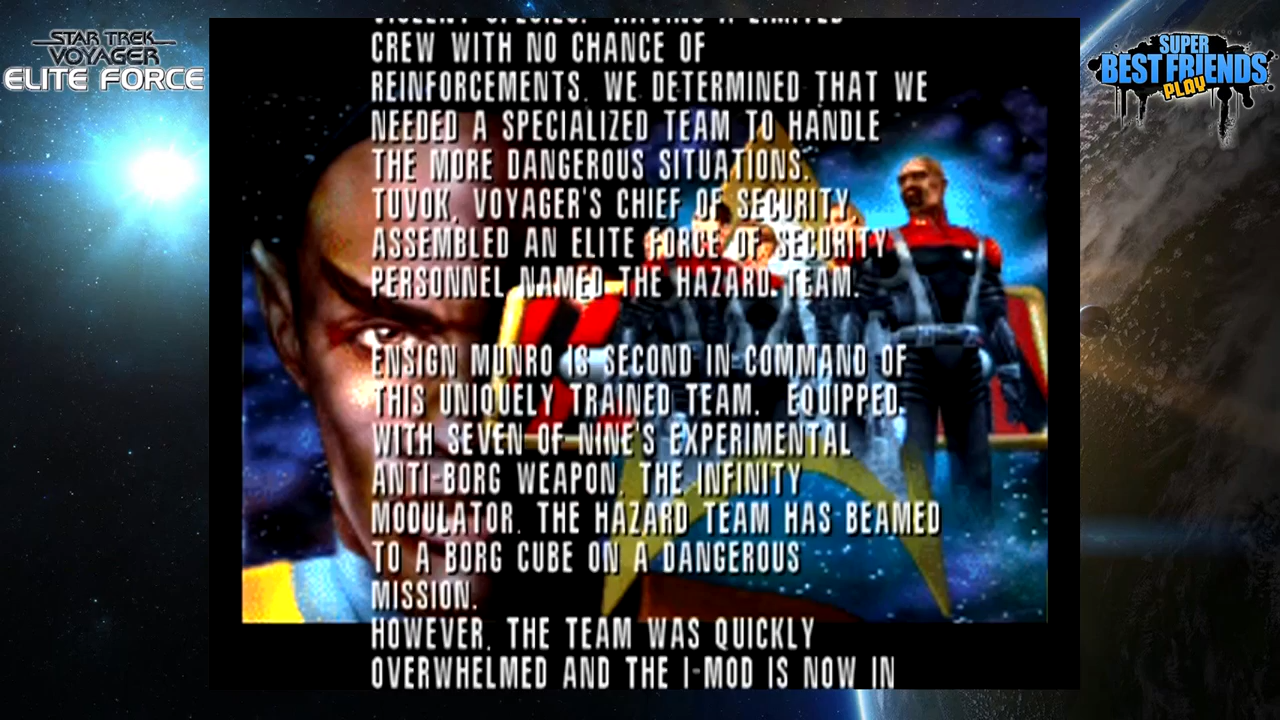 STAR TREK
VOYAGER
ELITE FORCE
SUPER
BEST FRIENDS
PLAY
VIOLENT SPECIES. HAVING A LIMITED
CREW WITH NO CHANCE OF
REINFORCEMENTS, WE DETERMINED THAT WE
NEEDED A SPECIALIZED TEAM TO HANDLE
THE MORE DANGEROUS SITUATIONS.
TUVOK, VOYAGER'S CHIEF OF SECURITY,
ASSEMBLED AN ELITE FORCE OF SECURITY
PERSONNEL NAMED THE HAZARD TEAM.
ENSIGN MUNRO IS SECOND IN COMMAND OF
THIS UNIQUELY TRAINED TEAM. EQUIPPED
WITH SEVEN OF NINE'S EXPERIMENTAL
ANTI-BORG WEAPON, THE INFINITY
MODULATOR, THE HAZARD TEAM HAS BEAMED
TO A BORG CUBE ON A DANGEROUS
MISSION.
HOWEVER, THE TEAM WAS QUICKLY
OVERWHELMED AND THE I-MOD IS NOW IN